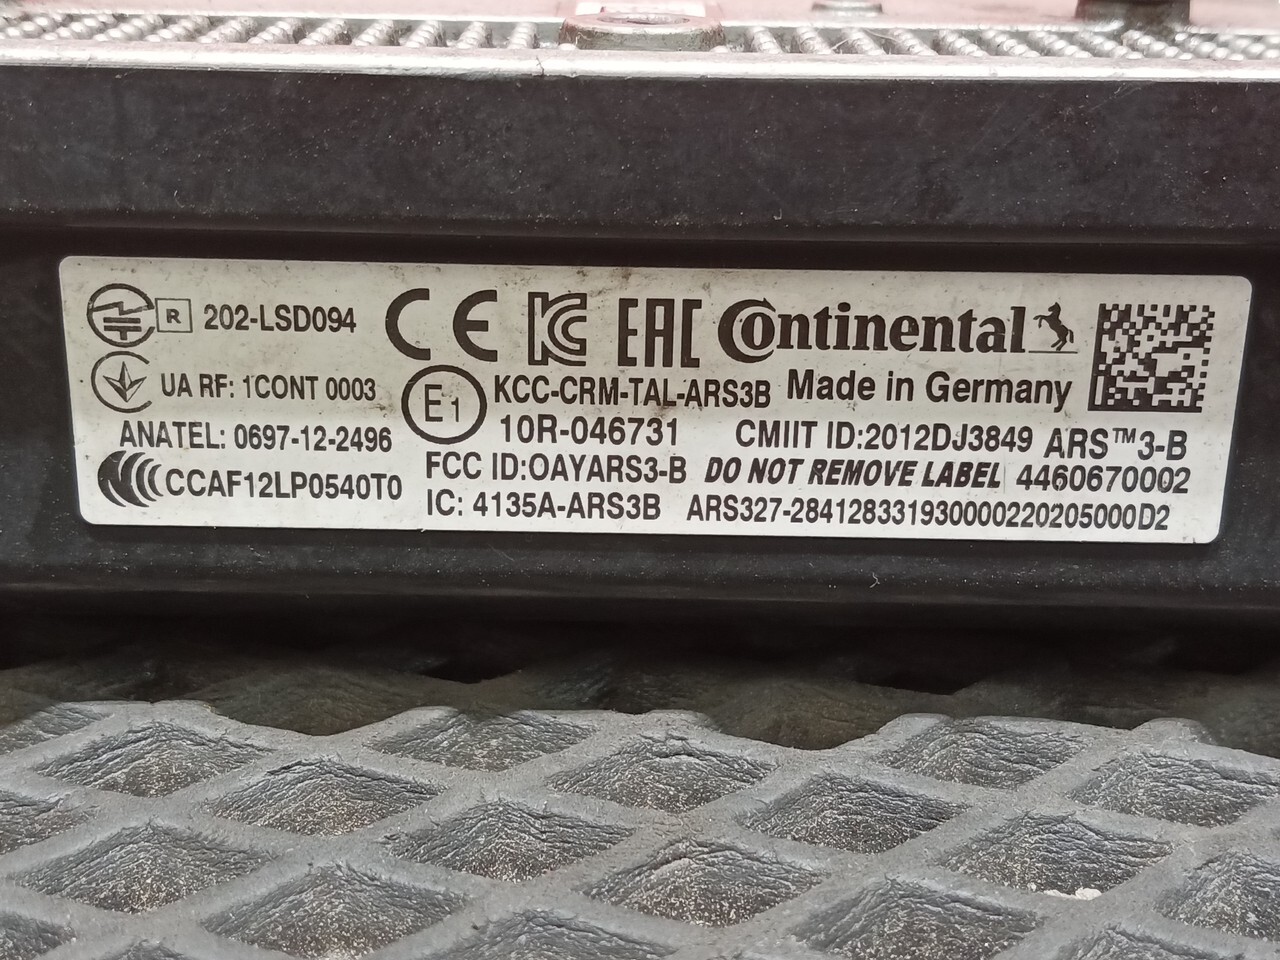 R 202-LSD094 CE KC EAC Continental
UA RF: 1CONT 0003 E1 KCC-CRM-TAL-ARS3B Made in Germany
ANATEL: 0697-12-2496 10R-046731 CMIIT ID:2012DJ3849 ARS™3-B
CCAF12LP0540T0 FCC ID:OAYARS3-B DO NOT REMOVE LABEL 4460670002
IC: 4135A-ARS3B ARS327-284128331930000220205000D2